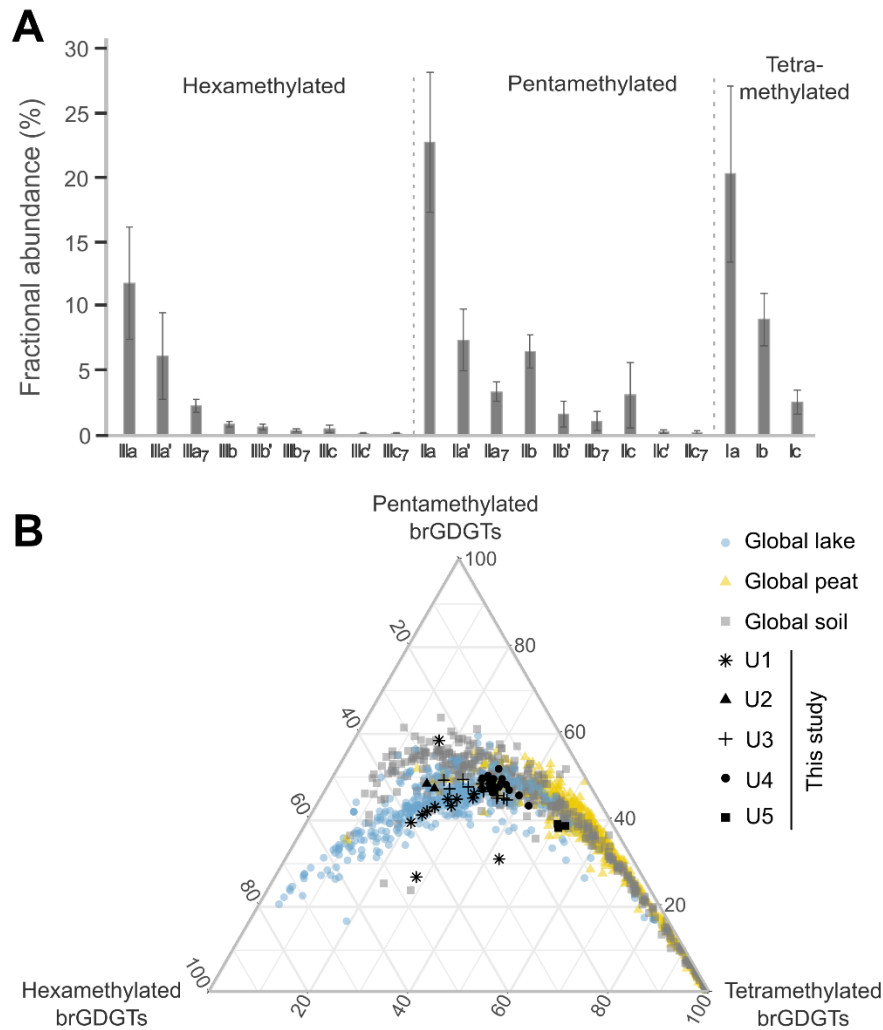 A
Fractional abundance (%)
30
25
20
15
10
5
0
Hexamethylated
Pentamethylated
Tetra-
methylated
IIIa IIIa' IIIa7 IIIb IIIb' IIIb7 IIIc IIIc' IIIc7 IIa IIa' IIa7 IIb IIb' IIb7 IIc IIc' IIc7 Ia Ib Ic
B
Pentamethylated
brGDGTs
100
80
60
40
20
20
40
60
80
100
20
40
60
80
100
Hexamethylated
brGDGTs
Tetramethylated
brGDGTs
Global lake
Global peat
Global soil
U1
U2
U3
U4
U5
This study